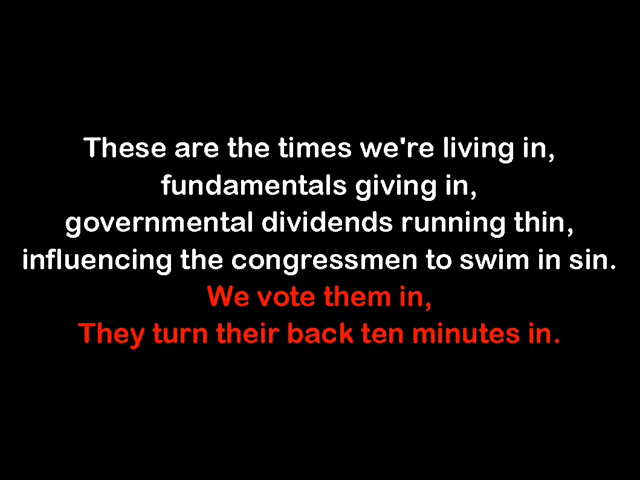 These are the times we're living in,
fundamentals giving in,
governmental dividends running thin,
influencing the congressmen to swim in sin.
We vote them in,
They turn their back ten minutes in.